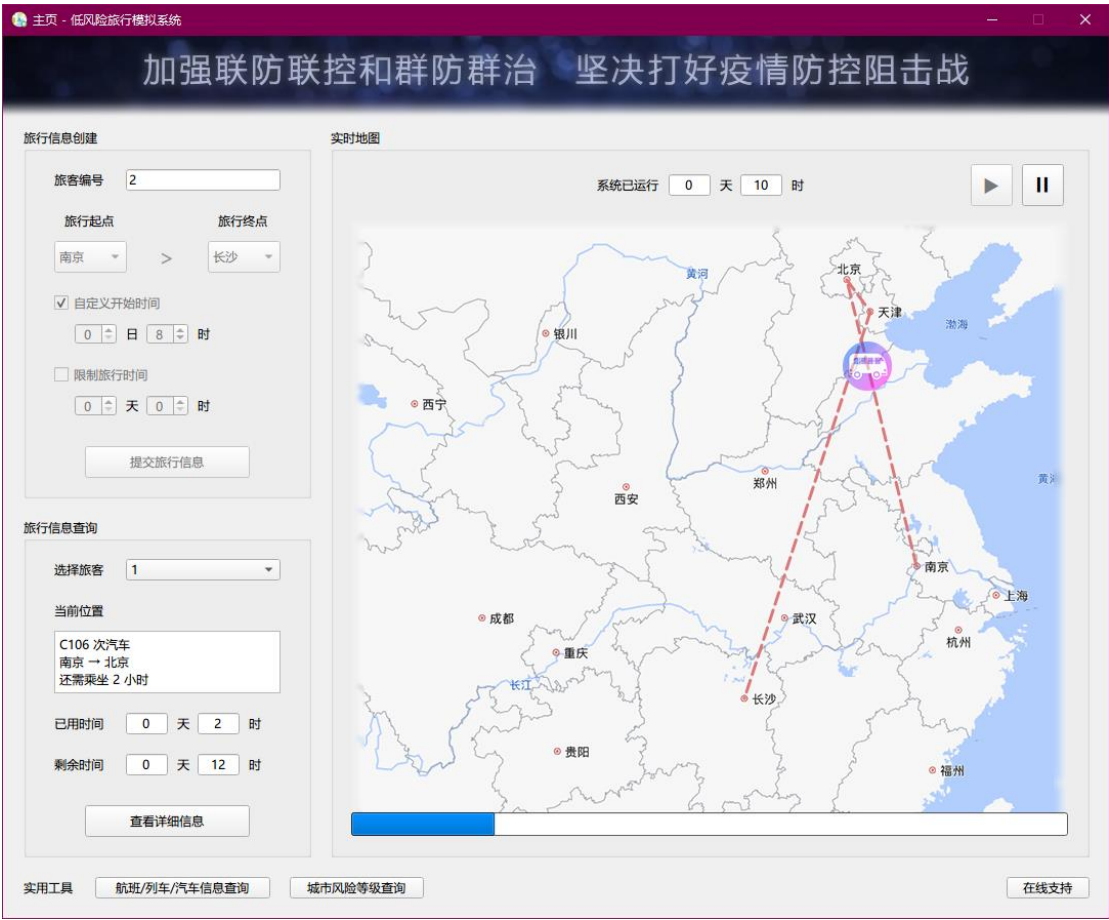 主页 - 低风险旅行模拟系统
加强联防联控和群防群治 坚决打好疫情防控阻击战
旅行信息创建
旅客编号 2
旅行起点 旅行终点
南京 > 长沙
自定义开始时间
0 日 8 时
限制旅行时间
0 天 0 时
提交旅行信息
旅行信息查询
选择旅客 1
当前位置
C106 次汽车
南京 → 北京
还需乘坐 2 小时
已用时间 0 天 2 时
剩余时间 0 天 12 时
查看详细信息
实时地图
系统已运行 0 天 10 时
黄河
北京
天津
渤海
银川
西宁
郑州
西安
黄
南京
上海
成都
武汉
杭州
重庆
长江
长沙
贵阳
福州
实用工具 航班/列车/汽车信息查询 城市风险等级查询 在线支持